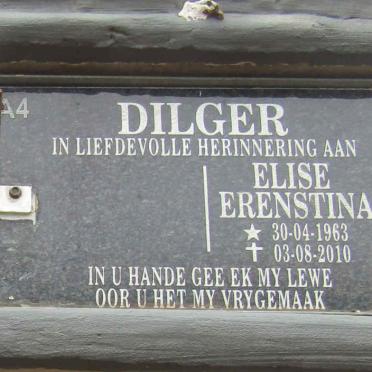 A4
DILGER
IN LIEFDEVOLLE HERINNERING AAN
ELISE
ERENSTINA
★ 30-04-1963
✝ 03-08-2010
IN U HANDE GEE EK MY LEWE
OOR U HET MY VRYGEMAAK